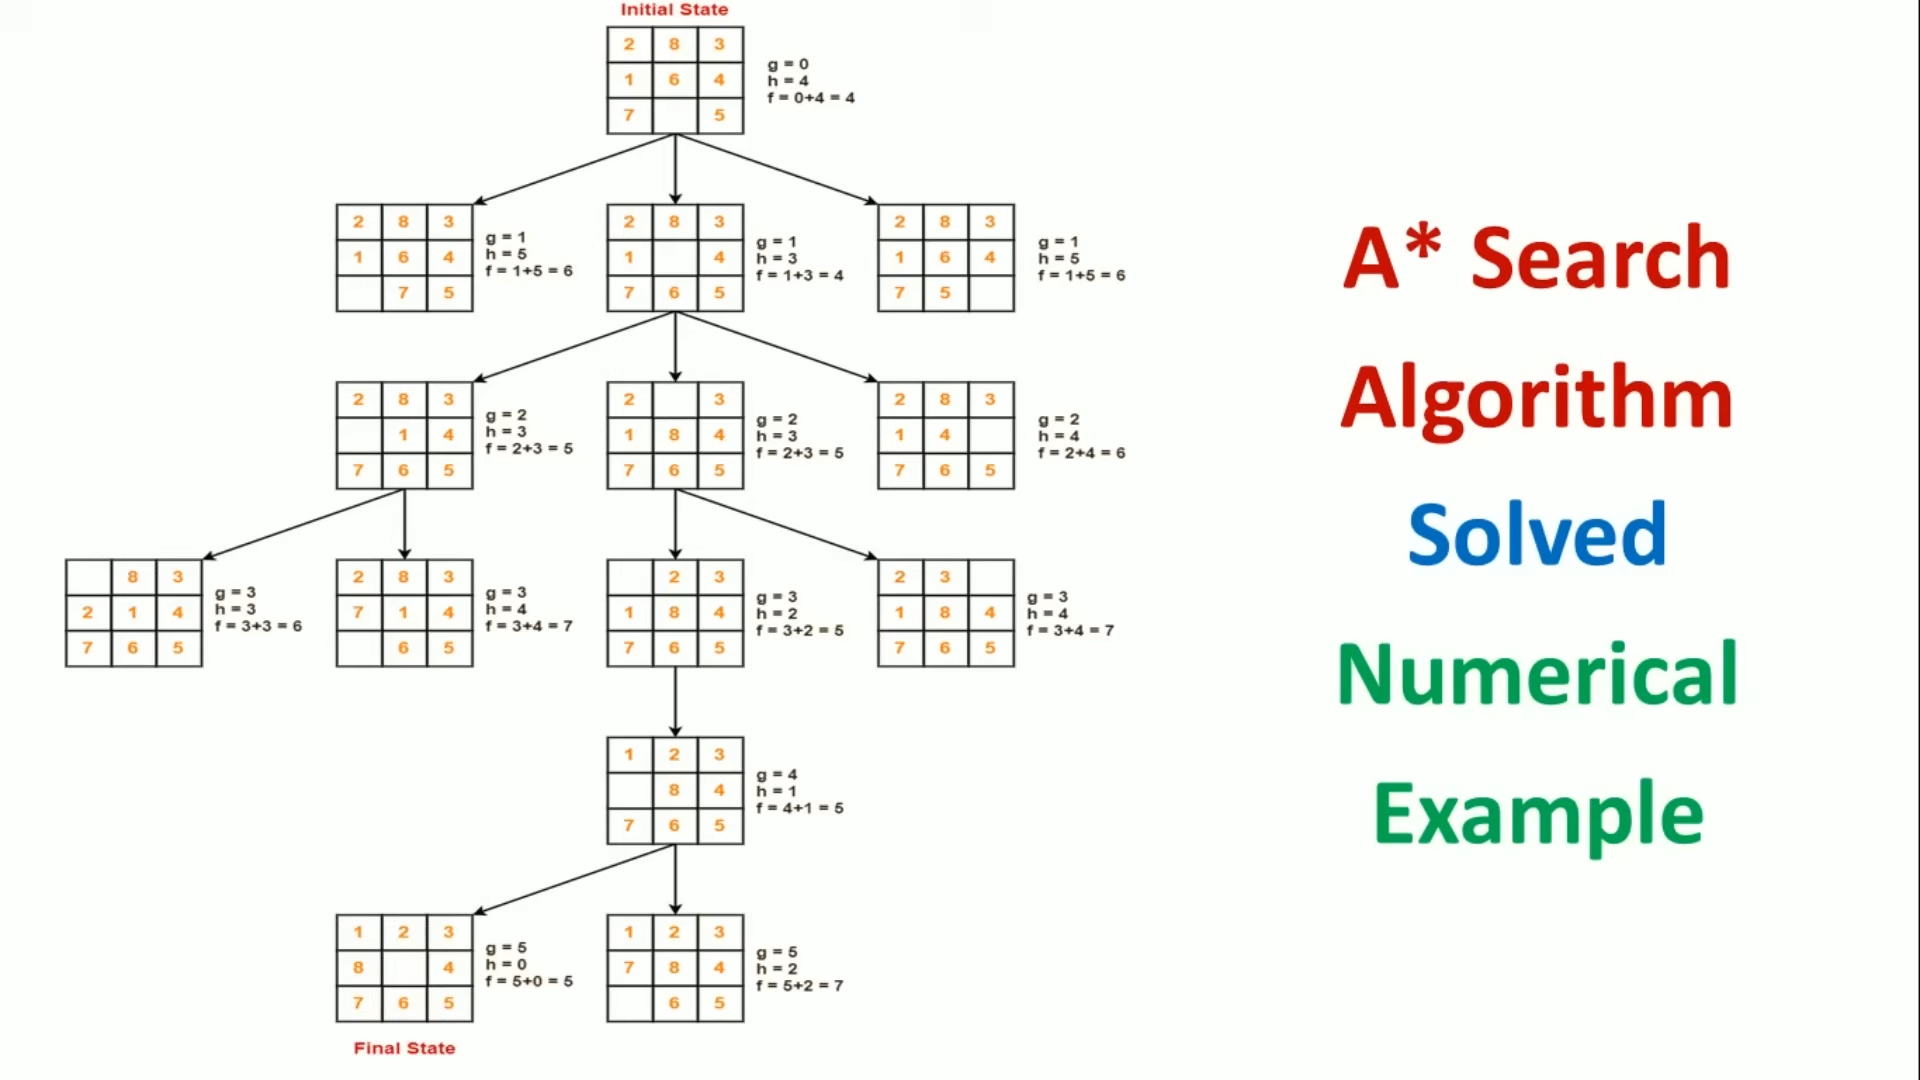 Initial State
2 8 3
1 6 4
7 5
g = 0
h = 4
f = 0+4 = 4
2 8 3
1 6 4
7 5
g = 1
h = 5
f = 1+5 = 6
2 8 3
1 4
7 6 5
g = 1
h = 3
f = 1+3 = 4
2 8 3
1 6 4
7 5
g = 1
h = 5
f = 1+5 = 6
2 8 3
1 4
7 6 5
g = 2
h = 3
f = 2+3 = 5
2 3
1 8 4
7 6 5
g = 2
h = 3
f = 2+3 = 5
2 8 3
1 4
7 6 5
g = 2
h = 4
f = 2+4 = 6
8 3
2 1 4
7 6 5
g = 3
h = 3
f = 3+3 = 6
2 8 3
7 1 4
6 5
g = 3
h = 4
f = 3+4 = 7
2 3
1 8 4
7 6 5
g = 3
h = 2
f = 3+2 = 5
2 3
1 8 4
7 6 5
g = 3
h = 4
f = 3+4 = 7
1 2 3
8 4
7 6 5
g = 4
h = 1
f = 4+1 = 5
1 2 3
8 4
7 6 5
g = 5
h = 0
f = 5+0 = 5
1 2 3
7 8 4
6 5
g = 5
h = 2
f = 5+2 = 7
Final State
A* Search
Algorithm
Solved
Numerical
Example